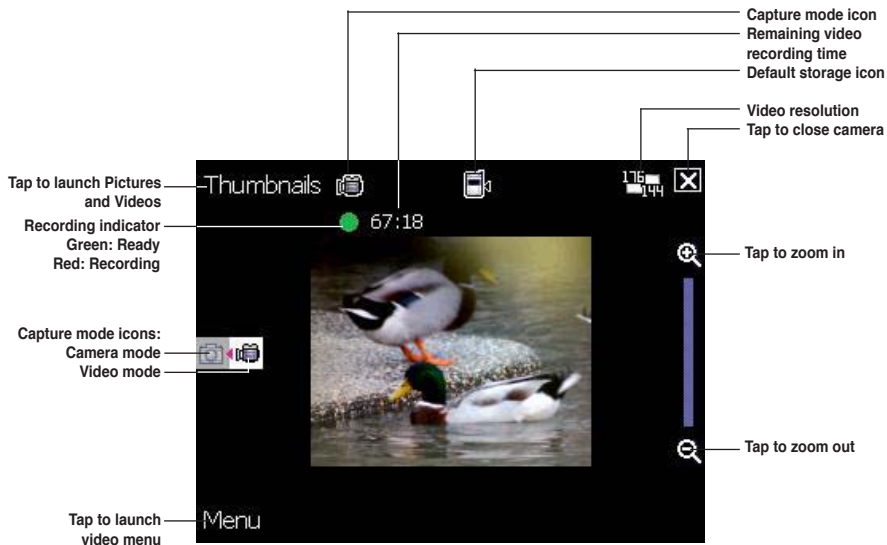 Capture mode icon
Remaining video
recording time
Default storage icon
Video resolution
Tap to close camera
Tap to launch Pictures
and Videos
Thumbnails
176
144
Recording indicator
Green: Ready
Red: Recording
67:18
Tap to zoom in
Capture mode icons:
Camera mode
Video mode
Tap to zoom out
Tap to launch
video menu
Menu